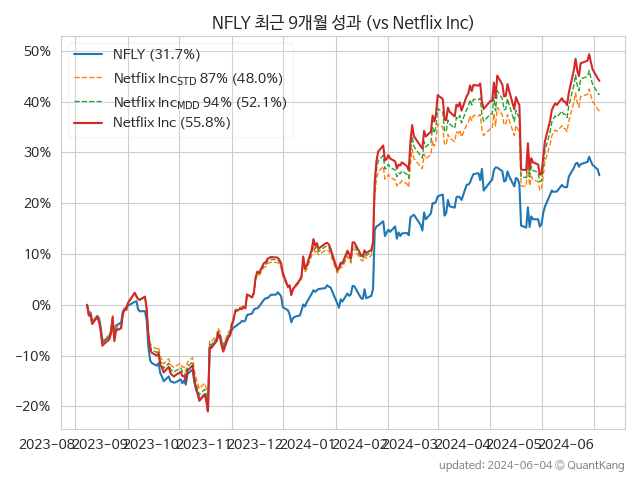 NFLY 최근 9개월 성과 (vs Netflix Inc)
NFLY (31.7%)
Netflix Inc_STD 87% (48.0%)
Netflix Inc_MDD 94% (52.1%)
Netflix Inc (55.8%)
50%
40%
30%
20%
10%
0%
−10%
−20%
2023-08 2023-09 2023-10 2023-11 2023-12 2024-01 2024-02 2024-03 2024-04 2024-05 2024-06
updated: 2024-06-04 © QuantKang